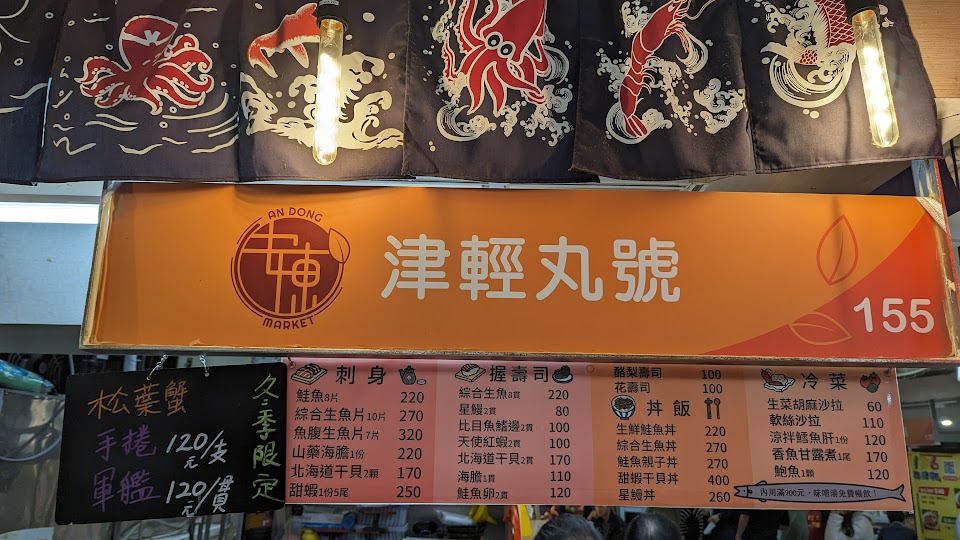 AN DONG
安東
MARKET
津輕丸號
155
松葉蟹
手捲 120元/支
軍艦 120元/貫
冬季限定
刺身
鮭魚8片 220
綜合生魚片10片 270
魚腹生魚片7片 320
山藥海膽1份 220
北海道干貝2顆 170
甜蝦1份5尾 250
握壽司
綜合生魚8貫 220
星鰻2貫 80
比目魚鰭邊2貫 100
天使紅蝦2貫 100
北海道干貝2貫 170
海膽1貫 110
鮭魚卵2貫 110
酪梨壽司 100
花壽司 100
丼飯
生鮮鮭魚丼 220
綜合生魚丼 270
鮭魚親子丼 270
甜蝦干貝丼 400
星鰻丼 260
冷菜
生菜胡麻沙拉 60
軟絲沙拉 110
涼拌鱈魚肝1份 120
香魚甘露煮1尾 170
鮑魚1顆 120
內用滿200元，味噌湯免費暢飲！